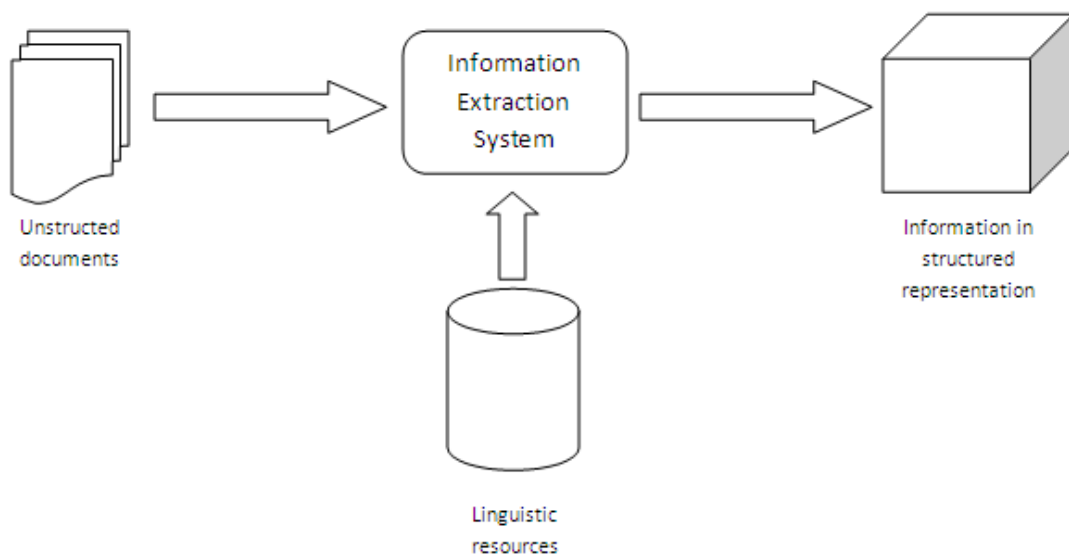 Information
Extraction
System
Unstructed
documents
Information in
structured
representation
Linguistic
resources